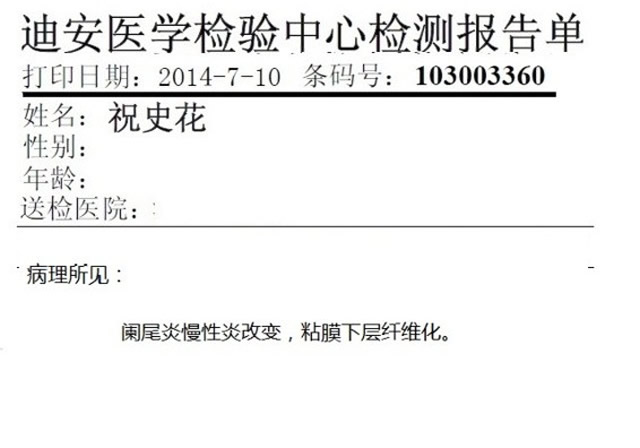 迪安医学检验中心检测报告单
打印日期：2014-7-10 条码号：103003360
姓名：祝史花
性别：
年龄：
送检医院：
病理所见：
阑尾炎慢性炎改变，粘膜下层纤维化。